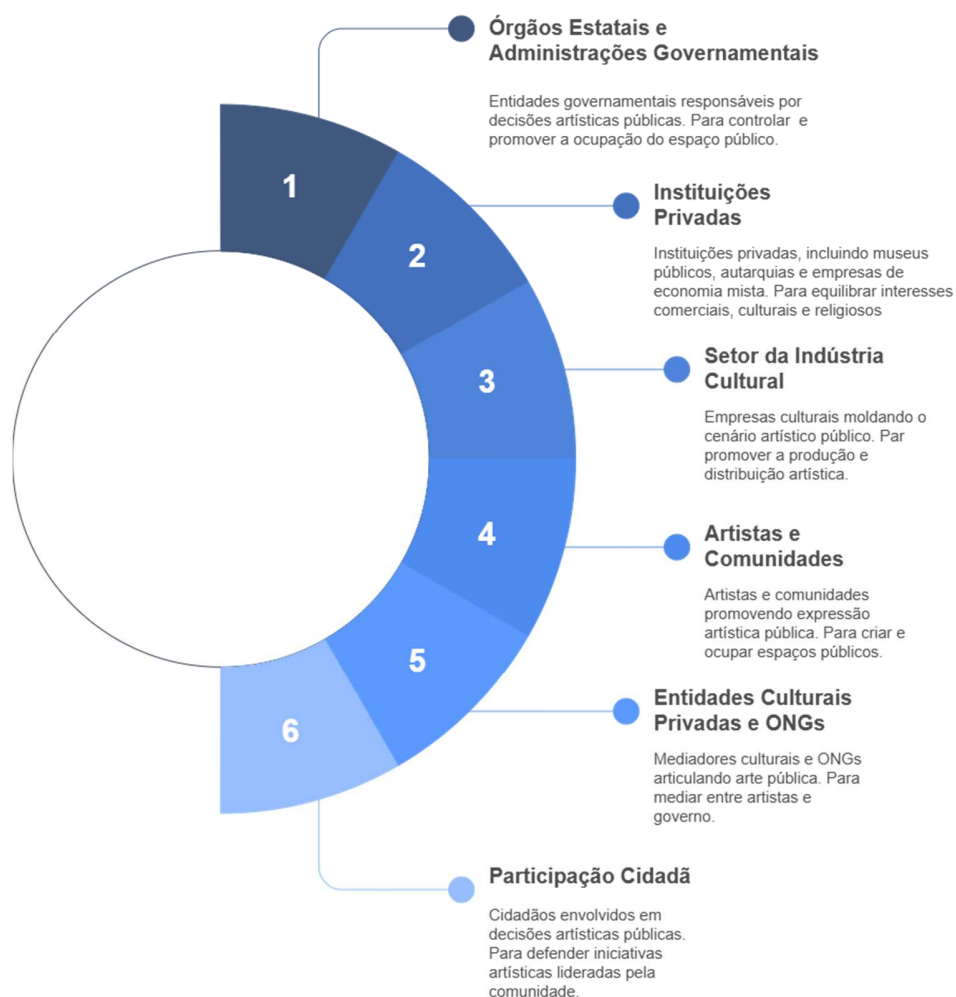 Órgãos Estatais e
Administrações Governamentais
Entidades governamentais responsáveis por
decisões artísticas públicas. Para controlar e
promover a ocupação do espaço público.
1
Instituições
Privadas
Instituições privadas, incluindo museus
públicos, autarquias e empresas de
economia mista. Para equilibrar interesses
comerciais, culturais e religiosos
2
Setor da Indústria
Cultural
Empresas culturais moldando o
cenário artístico público. Par
promover a produção e
distribuição artística.
3
Artistas e
Comunidades
Artistas e comunidades
promovendo expressão
artística pública. Para criar e
ocupar espaços públicos.
4
Entidades Culturais
Privadas e ONGs
Mediadores culturais e ONGs
articulando arte pública. Para
mediar entre artistas e
governo.
5
Participação Cidadã
Cidadãos envolvidos em
decisões artísticas públicas.
Para defender iniciativas
artísticas lideradas pela
comunidade.
6